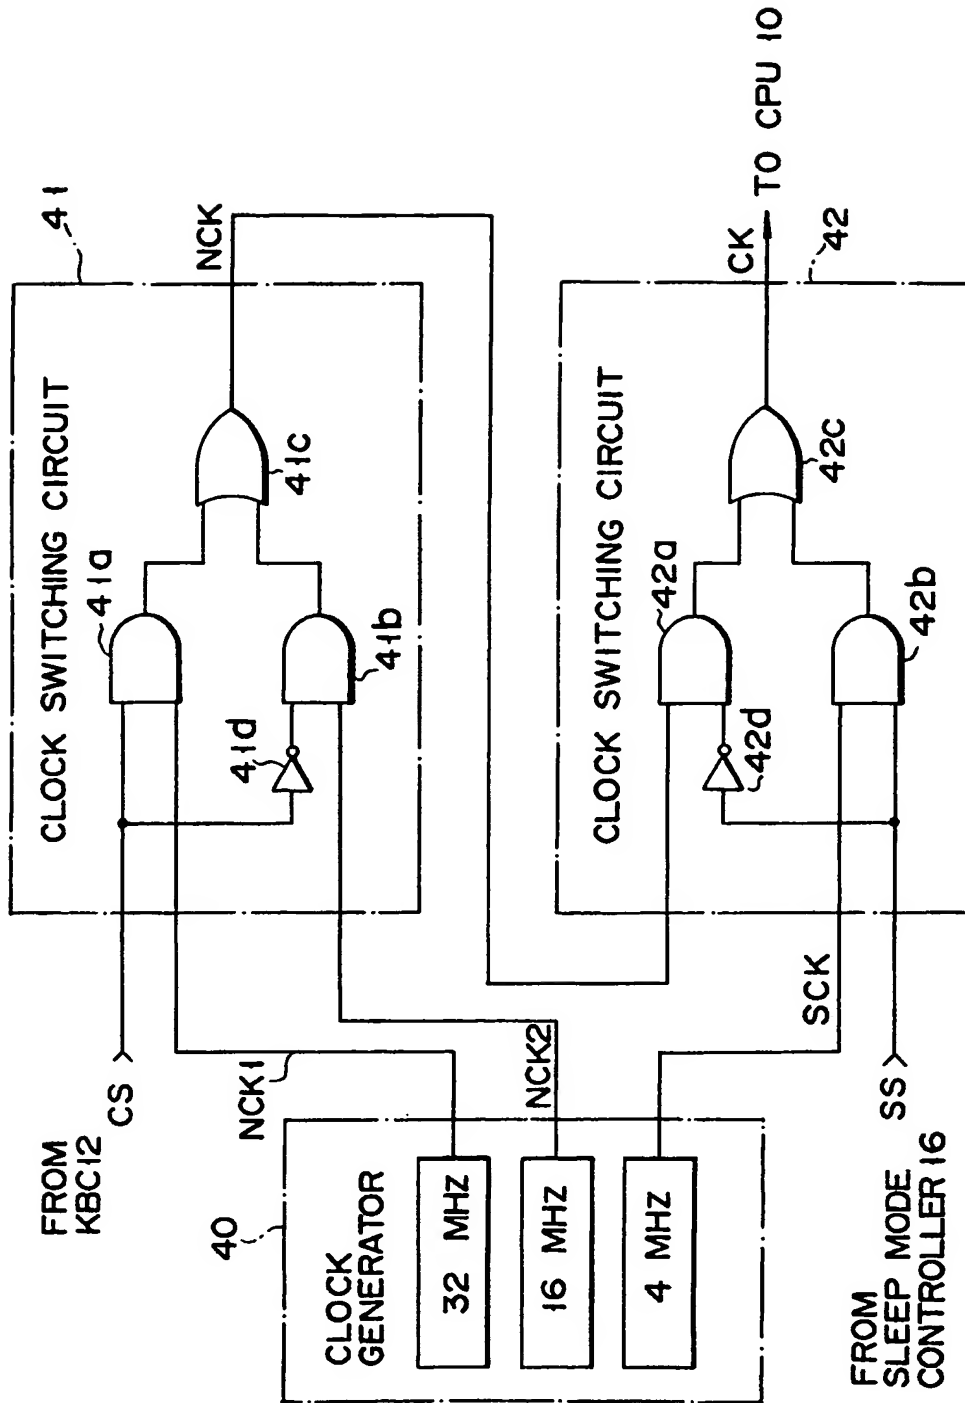 FROM
KBC12
CS
NCK1
CLOCK SWITCHING CIRCUIT
41
41a
41b
41c
41d
NCK
40
CLOCK
GENERATOR
32 MHZ
16 MHZ
4 MHZ
NCK2
SCK
CLOCK SWITCHING CIRCUIT
42
42a
42b
42c
42d
CK
TO CPU 10
SS
FROM
SLEEP MODE
CONTROLLER 16